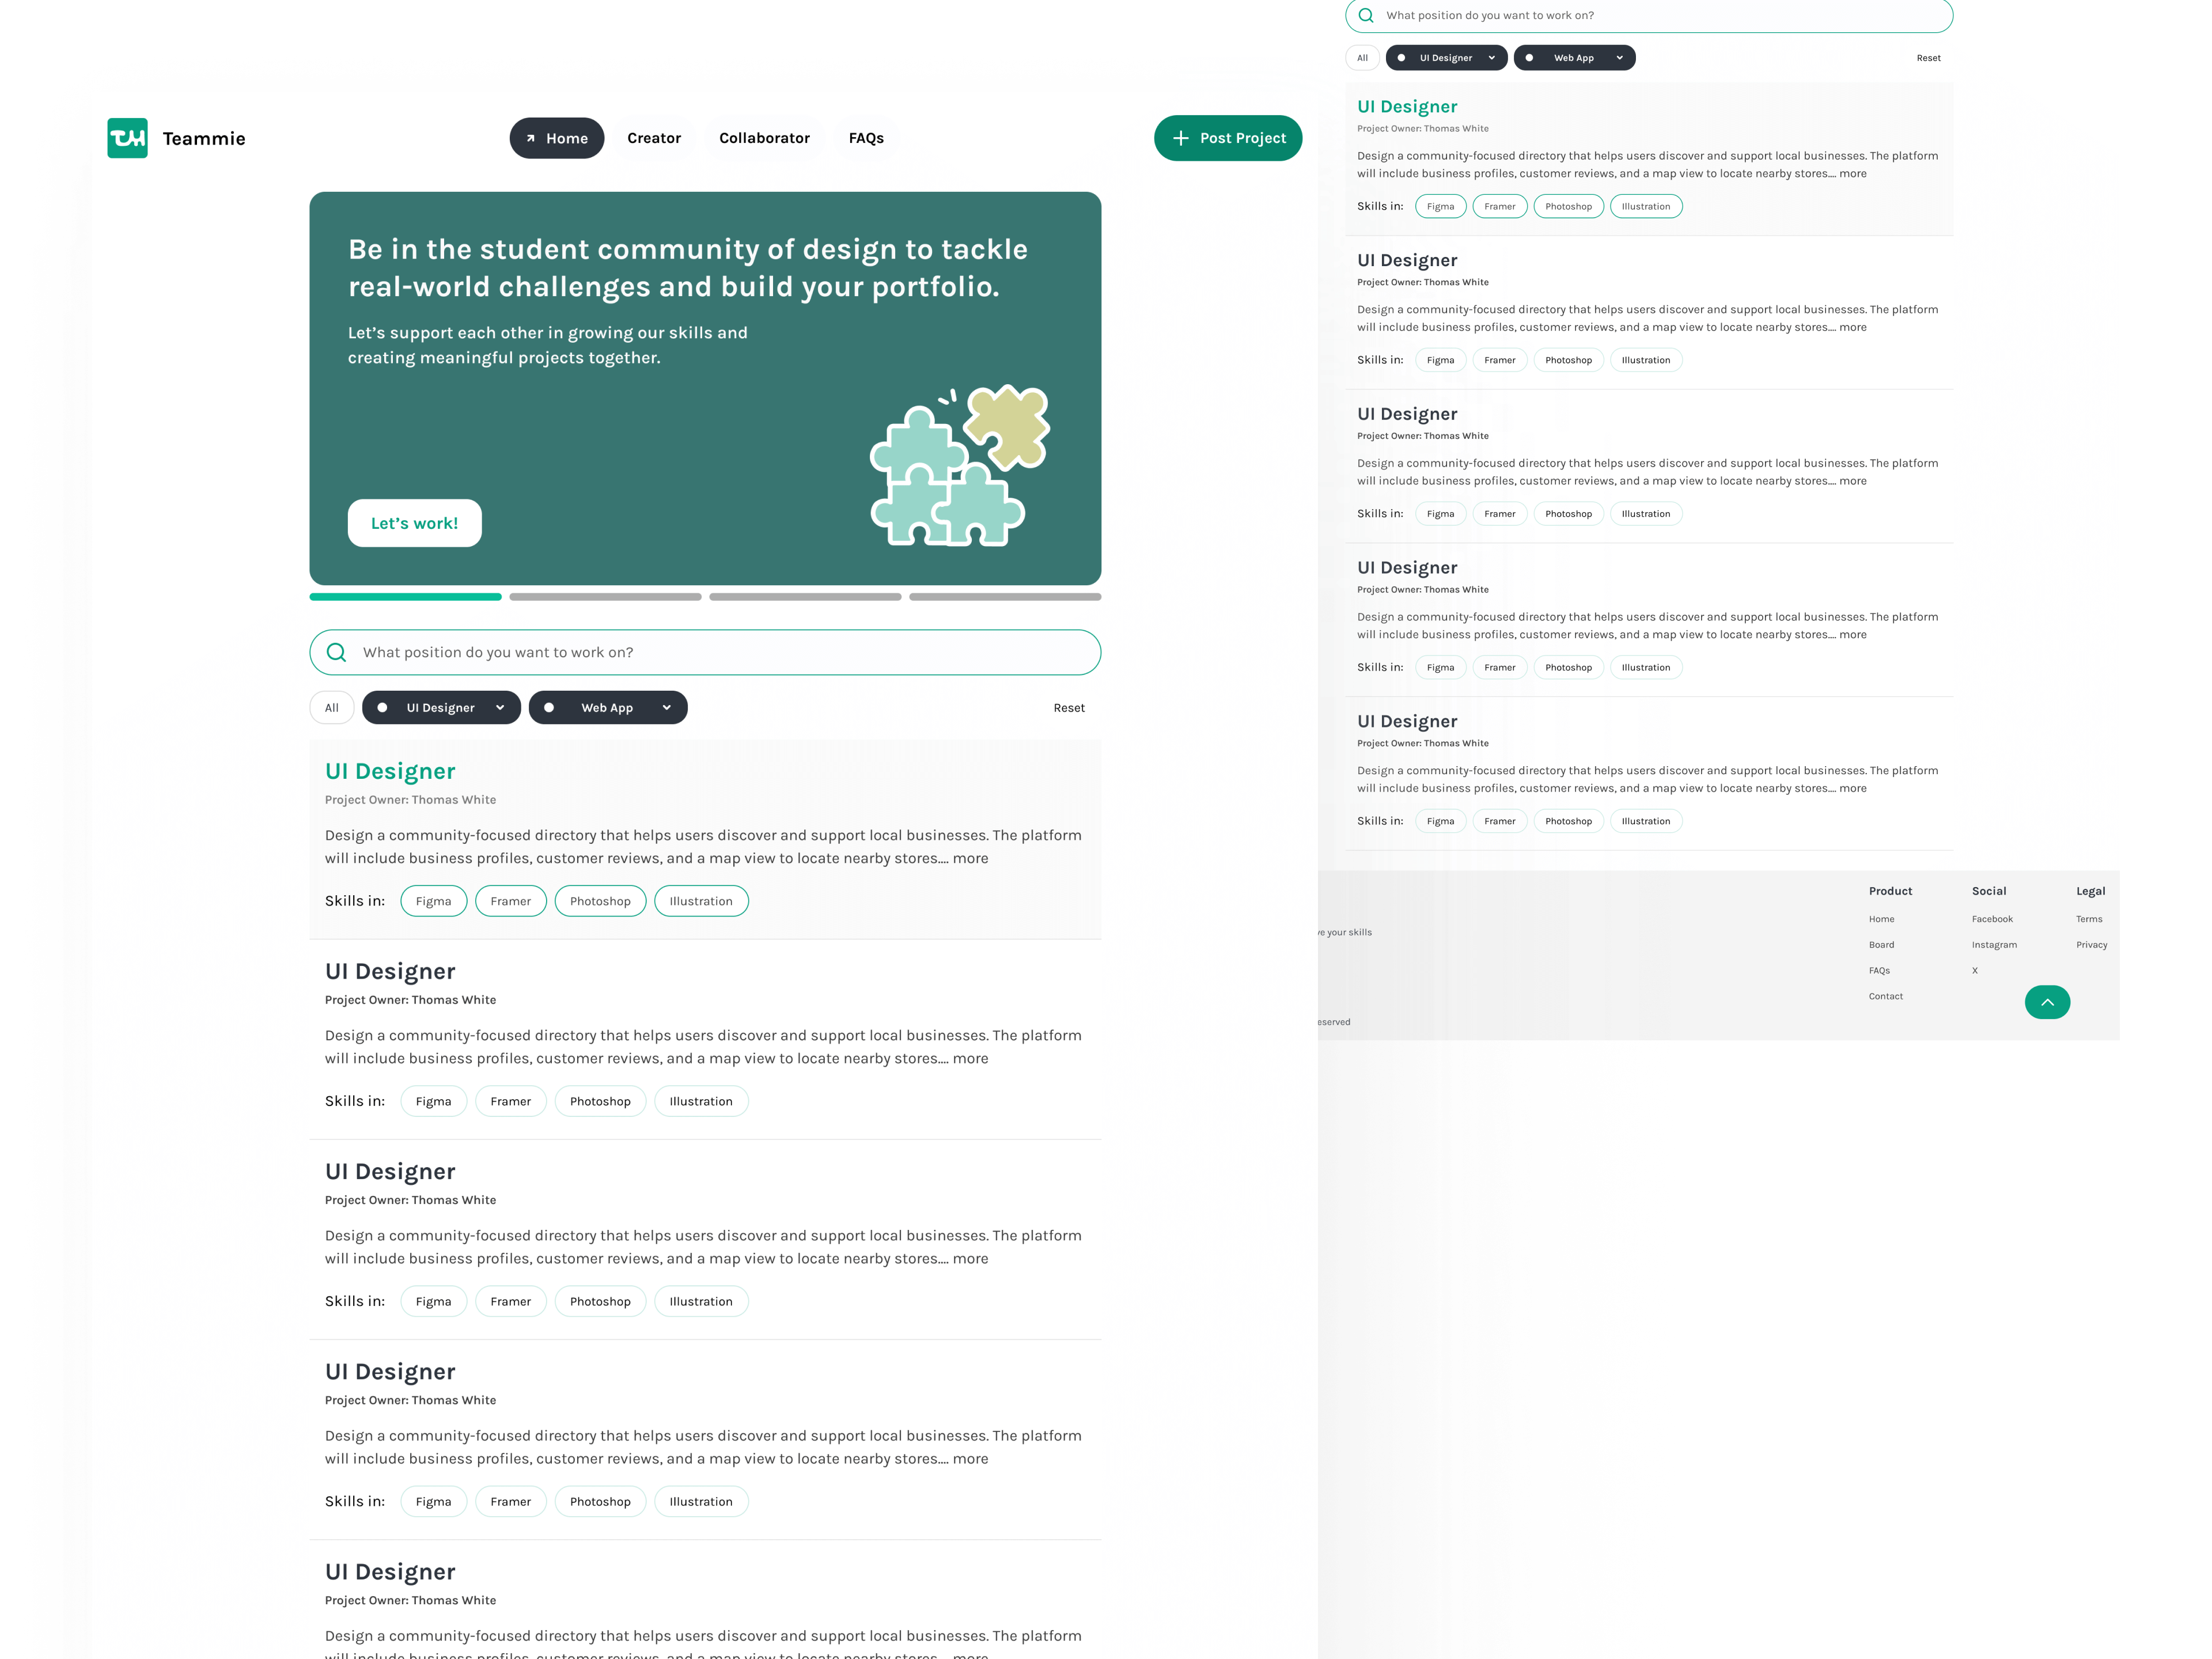 Teammie
Home
Creator
Collaborator
FAQs
Post Project
Be in the student community of design to tackle
real-world challenges and build your portfolio.
Let’s support each other in growing our skills and
creating meaningful projects together.
Let’s work!
What position do you want to work on?
All
UI Designer
Web App
Reset
UI Designer
Project Owner: Thomas White
Design a community-focused directory that helps users discover and support local businesses. The platform
will include business profiles, customer reviews, and a map view to locate nearby stores.... more
Skills in: Figma Framer Photoshop Illustration
UI Designer
Project Owner: Thomas White
Design a community-focused directory that helps users discover and support local businesses. The platform
will include business profiles, customer reviews, and a map view to locate nearby stores.... more
Skills in: Figma Framer Photoshop Illustration
UI Designer
Project Owner: Thomas White
Design a community-focused directory that helps users discover and support local businesses. The platform
will include business profiles, customer reviews, and a map view to locate nearby stores.... more
Skills in: Figma Framer Photoshop Illustration
UI Designer
Project Owner: Thomas White
Design a community-focused directory that helps users discover and support local businesses. The platform
will include business profiles, customer reviews, and a map view to locate nearby stores.... more
Skills in: Figma Framer Photoshop Illustration
UI Designer
Project Owner: Thomas White
Design a community-focused directory that helps users discover and support local businesses. The platform
will include business profiles, customer reviews, and a map view to locate nearby stores.... more
What position do you want to work on?
All
UI Designer
Web App
Reset
UI Designer
Project Owner: Thomas White
Design a community-focused directory that helps users discover and support local businesses. The platform
will include business profiles, customer reviews, and a map view to locate nearby stores.... more
Skills in: Figma Framer Photoshop Illustration
UI Designer
Project Owner: Thomas White
Design a community-focused directory that helps users discover and support local businesses. The platform
will include business profiles, customer reviews, and a map view to locate nearby stores.... more
Skills in: Figma Framer Photoshop Illustration
UI Designer
Project Owner: Thomas White
Design a community-focused directory that helps users discover and support local businesses. The platform
will include business profiles, customer reviews, and a map view to locate nearby stores.... more
Skills in: Figma Framer Photoshop Illustration
UI Designer
Project Owner: Thomas White
Design a community-focused directory that helps users discover and support local businesses. The platform
will include business profiles, customer reviews, and a map view to locate nearby stores.... more
Skills in: Figma Framer Photoshop Illustration
UI Designer
Project Owner: Thomas White
Design a community-focused directory that helps users discover and support local businesses. The platform
will include business profiles, customer reviews, and a map view to locate nearby stores.... more
Skills in: Figma Framer Photoshop Illustration
your skills
Product
Home
Board
FAQs
Contact
Social
Facebook
Instagram
X
Legal
Terms
Privacy